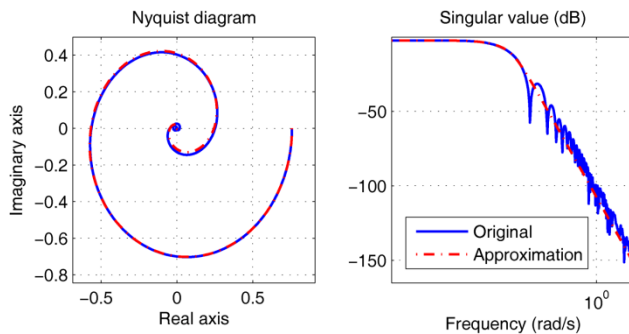 Nyquist diagram
Imaginary axis
0.4
0.2
0
−0.2
−0.4
−0.6
−0.8
−0.5
0
0.5
Real axis
Singular value (dB)
−50
−100
−150
Original
Approximation
10^0
Frequency (rad/s)